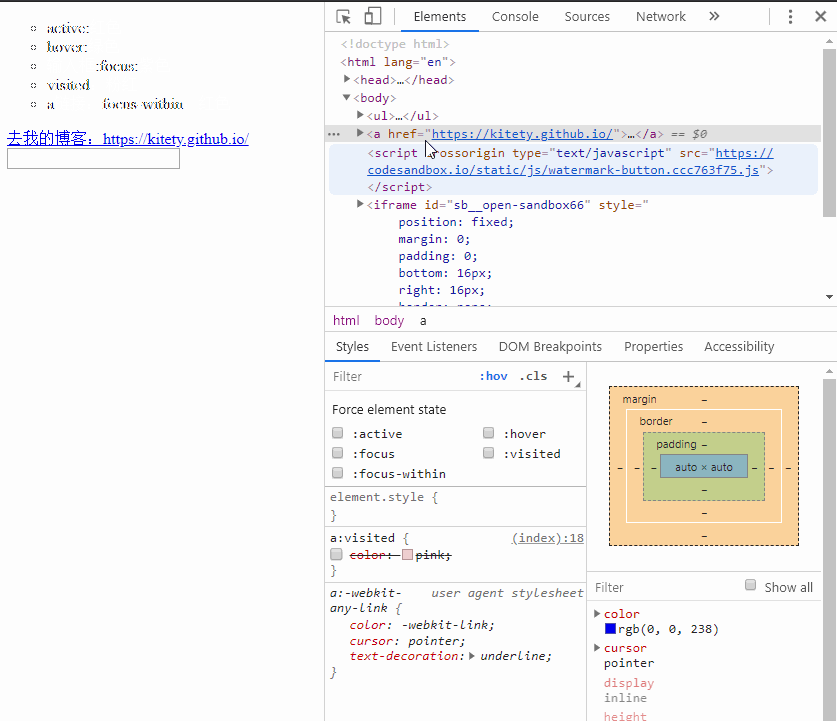 active:
hover:
:focus:
visited
a focus-within
去我的博客：https://kitety.github.io/
Elements Console Sources Network »
<!doctype html>
<html lang="en">
<head>…</head>
<body>
<ul>…</ul>
<a href="https://kitety.github.io/">…</a> == $0
<script crossorigin type="text/javascript" src="https://
codesandbox.io/static/js/watermark-button.ccc763f75.js">
</script>
<iframe id="sb__open-sandbox66" style="
position: fixed;
margin: 0;
padding: 0;
bottom: 16px;
right: 16px;
html body a
Styles Event Listeners DOM Breakpoints Properties Accessibility
Filter :hov .cls +
Force element state
:active :hover
:focus :visited
:focus-within
element.style {
}
a:visited { (index):18
color: pink;
}
a:-webkit- user agent stylesheet
any-link {
color: -webkit-link;
cursor: pointer;
text-decoration: underline;
}
margin –
border –
padding –
– – – auto × auto – – –
–
–
–
Filter Show all
color
rgb(0, 0, 238)
cursor
pointer
display
inline
height